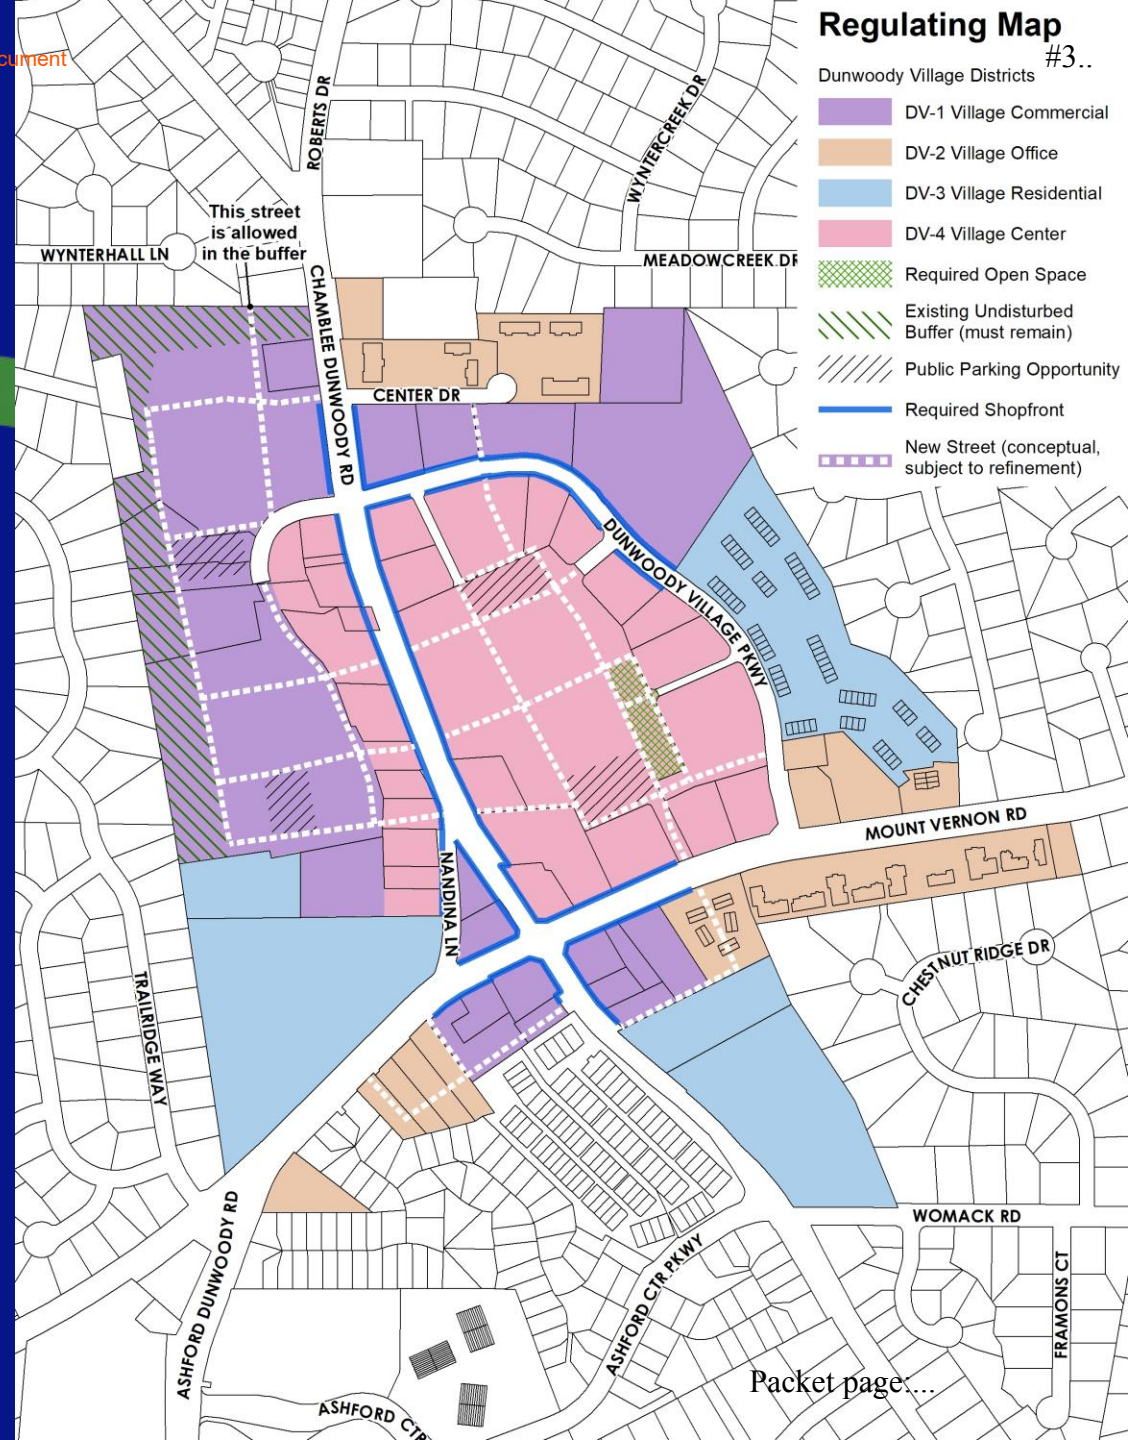 cument
Regulating Map
#3..
Dunwoody Village Districts
DV-1 Village Commercial
DV-2 Village Office
DV-3 Village Residential
DV-4 Village Center
Required Open Space
Existing Undisturbed
Buffer (must remain)
Public Parking Opportunity
Required Shopfront
New Street (conceptual,
subject to refinement)
ROBERTS DR
WYNTERCREEK DR
This street
is allowed
in the buffer
WYNTERHALL LN
MEADOWCREEK DR
CHAMBLEE DUNWOODY RD
CENTER DR
DUNWOODY VILLAGE PKWY
MOUNT VERNON RD
NANDINA LN
CHESTNUT RIDGE DR
TRAILRIDGE WAY
WOMACK RD
ASHFORD DUNWOODY RD
ASHFORD CTR PKWY
FRAMONS CT
Packet page:...
ASHFORD CTR